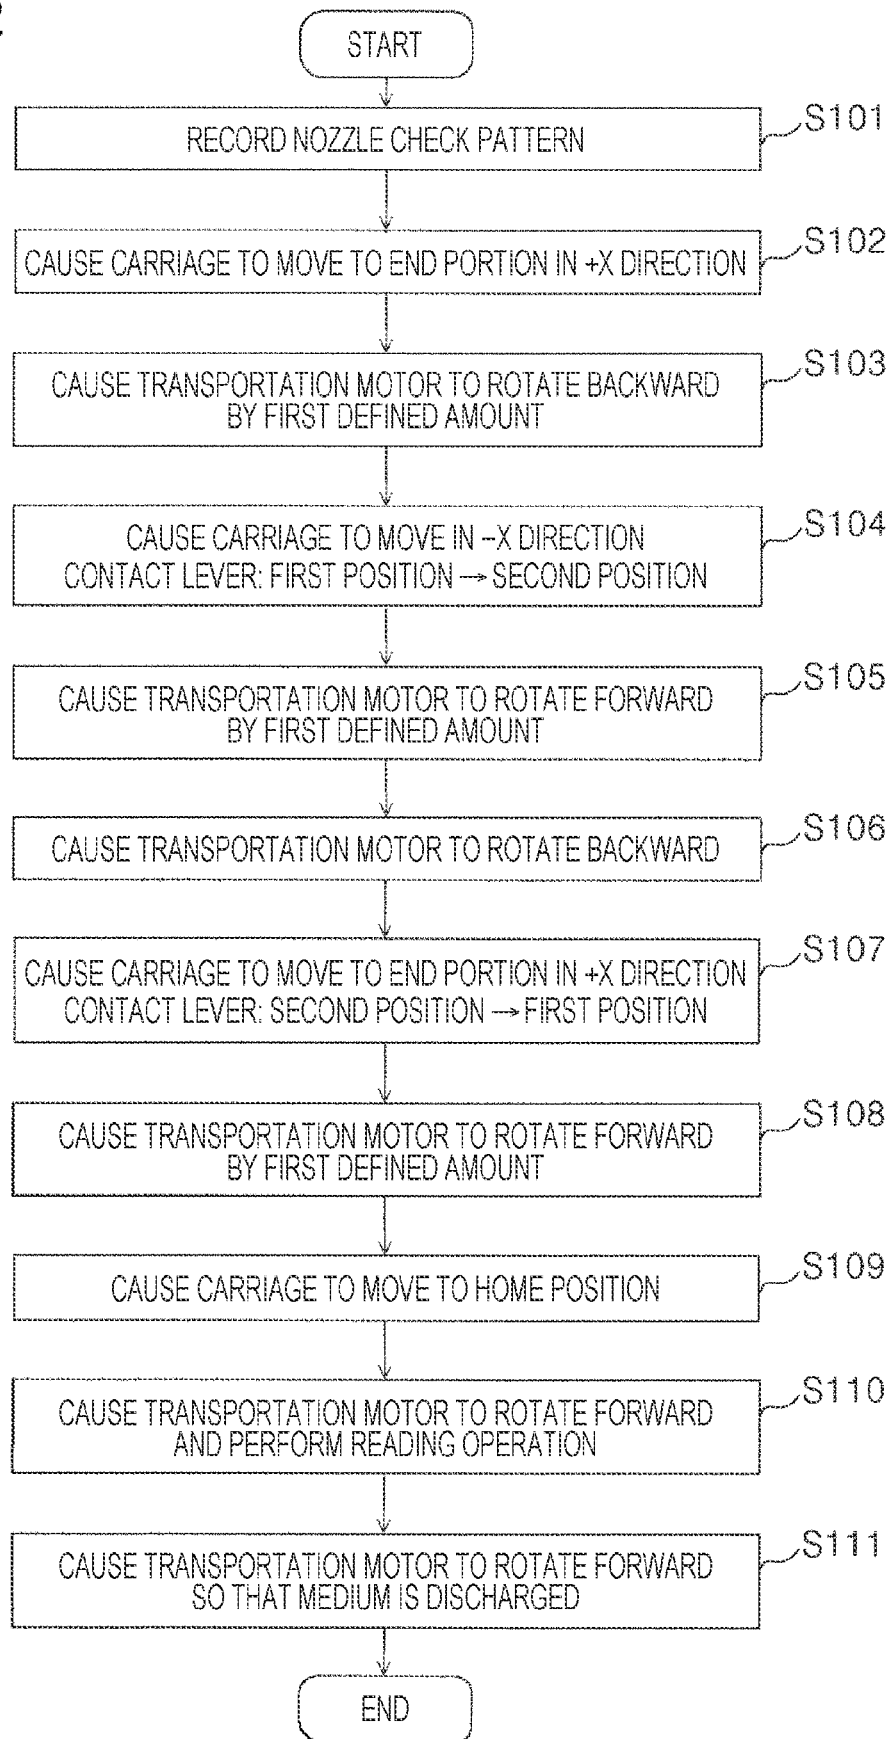 START
RECORD NOZZLE CHECK PATTERN
S101
CAUSE CARRIAGE TO MOVE TO END PORTION IN +X DIRECTION
S102
CAUSE TRANSPORTATION MOTOR TO ROTATE BACKWARD
BY FIRST DEFINED AMOUNT
S103
CAUSE CARRIAGE TO MOVE IN –X DIRECTION
CONTACT LEVER: FIRST POSITION → SECOND POSITION
S104
CAUSE TRANSPORTATION MOTOR TO ROTATE FORWARD
BY FIRST DEFINED AMOUNT
S105
CAUSE TRANSPORTATION MOTOR TO ROTATE BACKWARD
S106
CAUSE CARRIAGE TO MOVE TO END PORTION IN +X DIRECTION
CONTACT LEVER: SECOND POSITION → FIRST POSITION
S107
CAUSE TRANSPORTATION MOTOR TO ROTATE FORWARD
BY FIRST DEFINED AMOUNT
S108
CAUSE CARRIAGE TO MOVE TO HOME POSITION
S109
CAUSE TRANSPORTATION MOTOR TO ROTATE FORWARD
AND PERFORM READING OPERATION
S110
CAUSE TRANSPORTATION MOTOR TO ROTATE FORWARD
SO THAT MEDIUM IS DISCHARGED
S111
END